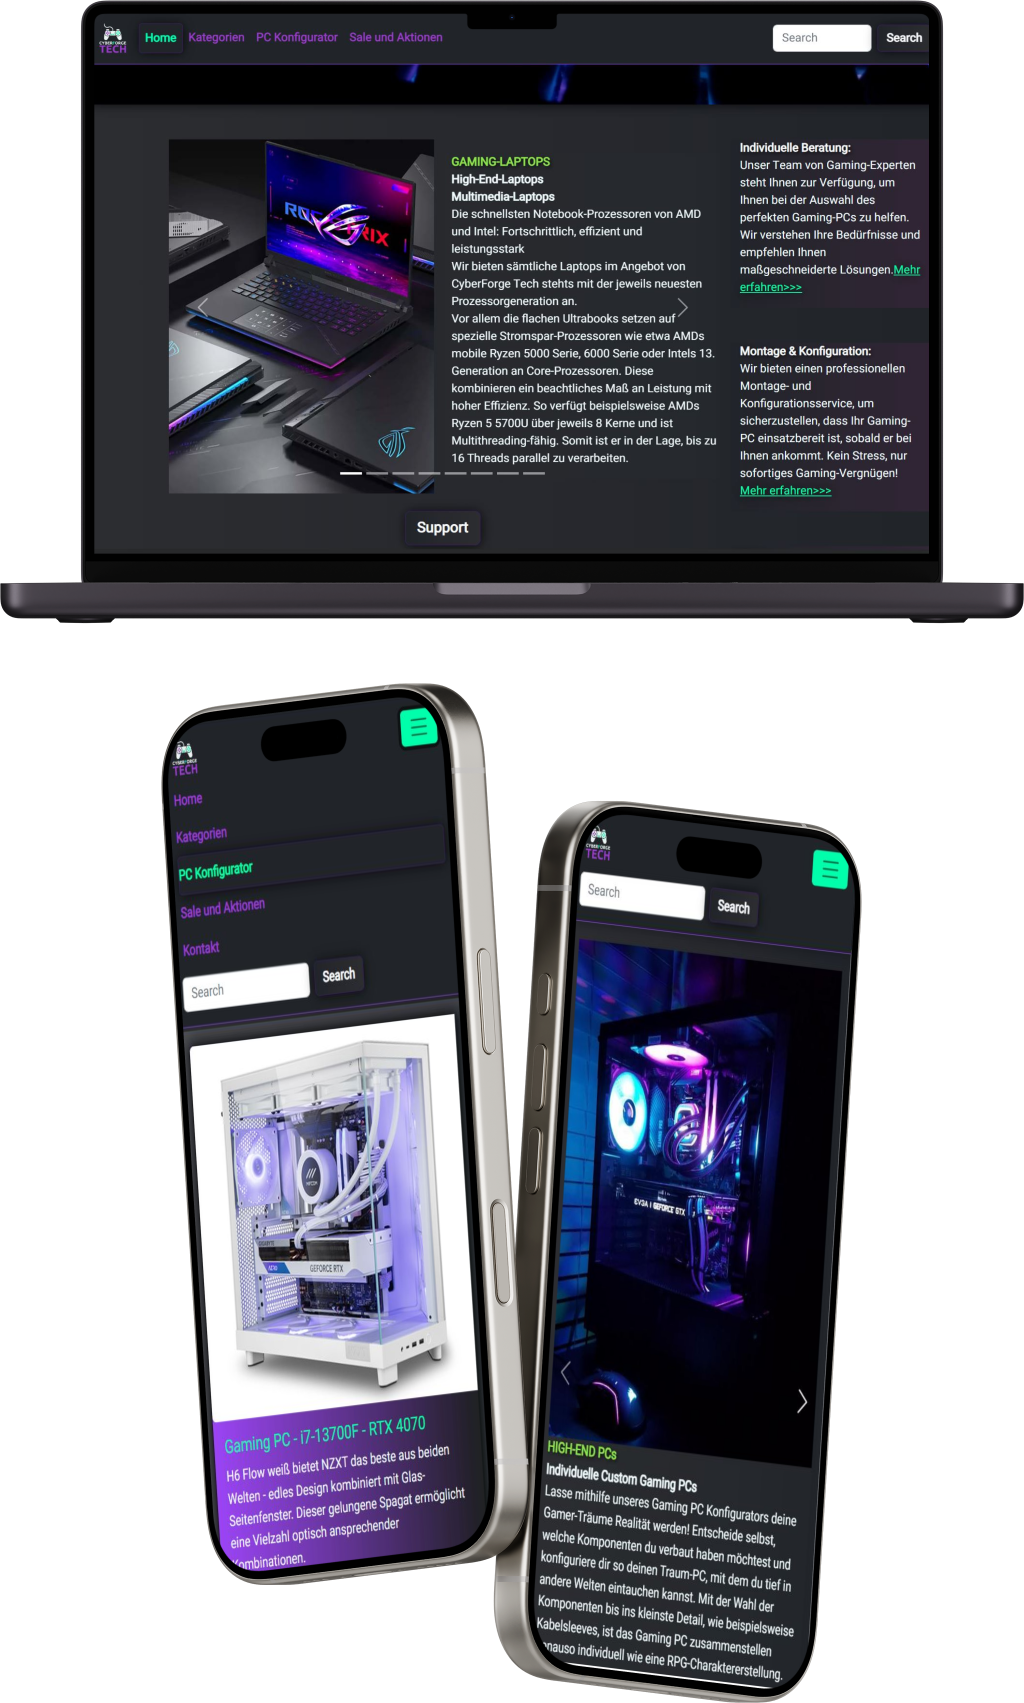 CYBERFORGE
TECH
Home
Kategorien
PC Konfigurator
Sale und Aktionen
Search
Search
GAMING-LAPTOPS
High-End-Laptops
Multimedia-Laptops
Die schnellsten Notebook-Prozessoren von AMD
und Intel: Fortschrittlich, effizient und
leistungsstark
Wir bieten sämtliche Laptops im Angebot von
CyberForge Tech stehts mit der jeweils neuesten
Prozessorgeneration an.
Vor allem die flachen Ultrabooks setzen auf
spezielle Stromspar-Prozessoren wie etwa AMDs
mobile Ryzen 5000 Serie, 6000 Serie oder Intels 13.
Generation an Core-Prozessoren. Diese
kombinieren ein beachtliches Maß an Leistung mit
hoher Effizienz. So verfügt beispielsweise AMDs
Ryzen 5 5700U über jeweils 8 Kerne und ist
Multithreading-fähig. Somit ist er in der Lage, bis zu
16 Threads parallel zu verarbeiten.
Individuelle Beratung:
Unser Team von Gaming-Experten
steht Ihnen zur Verfügung, um
Ihnen bei der Auswahl des
perfekten Gaming-PCs zu helfen.
Wir verstehen Ihre Bedürfnisse und
empfehlen Ihnen
maßgeschneiderte Lösungen.Mehr
erfahren>>>
Montage & Konfiguration:
Wir bieten einen professionellen
Montage- und
Konfigurationsservice, um
sicherzustellen, dass Ihr Gaming-
PC einsatzbereit ist, sobald er bei
Ihnen ankommt. Kein Stress, nur
sofortiges Gaming-Vergnügen!
Mehr erfahren>>>
Support
CYBERFORGE
TECH
Home
Kategorien
PC Konfigurator
Sale und Aktionen
Kontakt
Search
Search
GEFORCE RTX
Gaming PC - i7-13700F - RTX 4070
H6 Flow weiß bietet NZXT das beste aus beiden
Welten - edles Design kombiniert mit Glas-
Seitenfenster. Dieser gelungene Spagat ermöglicht
eine Vielzahl optisch ansprechender
Kombinationen.
CYBERFORGE
TECH
Search
Search
EVGA | GEFORCE GTX
HIGH-END PCs
Individuelle Custom Gaming PCs
Lasse mithilfe unseres Gaming PC Konfigurators deine
Gamer-Träume Realität werden! Entscheide selbst,
welche Komponenten du verbaut haben möchtest und
konfiguriere dir so deinen Traum-PC, mit dem du tief in
andere Welten eintauchen kannst. Mit der Wahl der
Komponenten bis ins kleinste Detail, wie beispielsweise
Kabelsleeves, ist das Gaming PC zusammenstellen
genauso individuell wie eine RPG-Charaktererstellung.